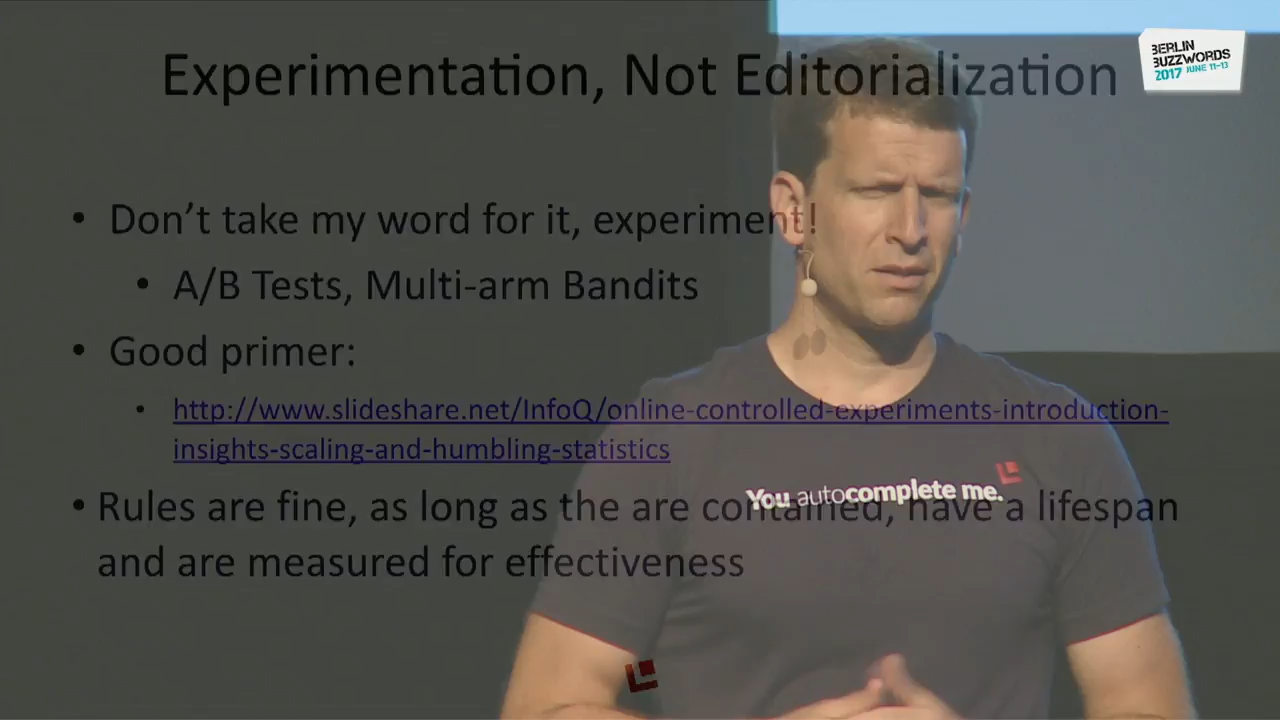 Experimentation, Not Editorialization
BERLIN
BUZZWORDS
2017 JUNE 11-13
• Don't take my word for it, experiment!
• A/B Tests, Multi-arm Bandits
• Good primer:
• http://www.slideshare.net/InfoQ/online-controlled-experiments-introduction-
insights-scaling-and-humbling-statistics
You autocomplete me.
• Rules are fine, as long as the are contained, have a lifespan
and are measured for effectiveness